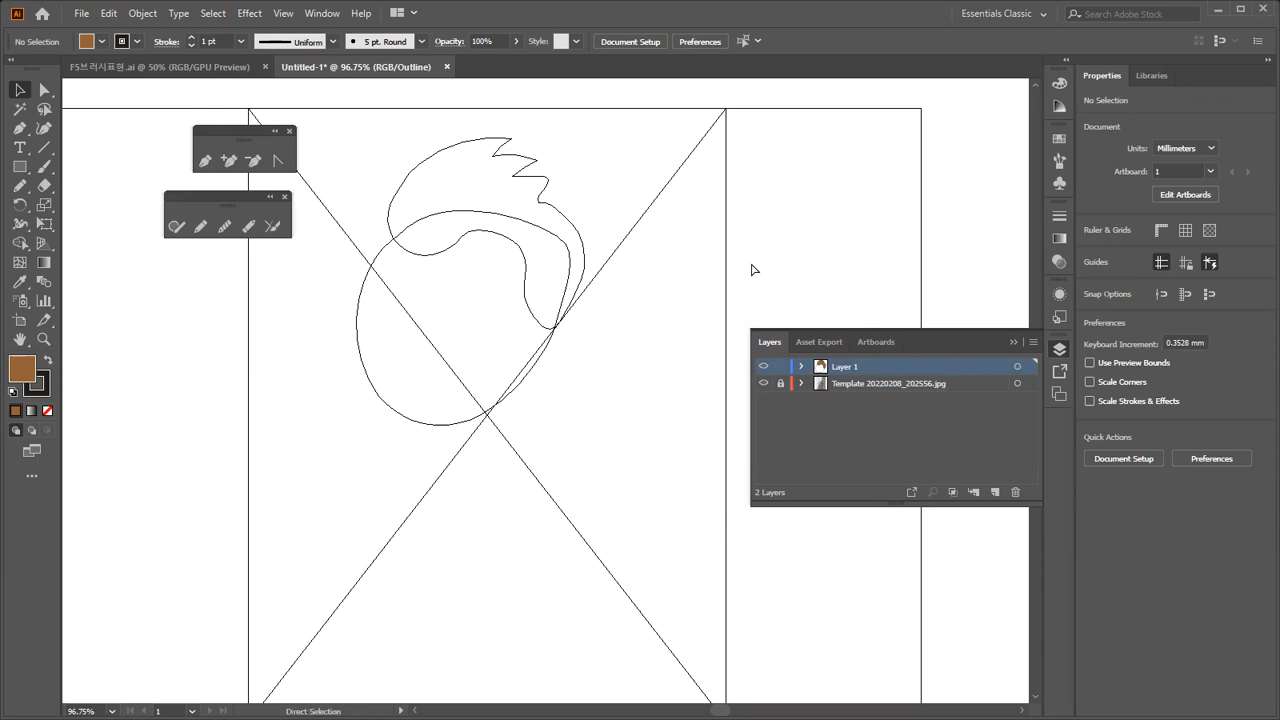 Ai File Edit Object Type Select Effect View Window Help Essentials Classic Search Adobe Stock
No Selection Stroke: 1 pt Uniform 5 pt. Round Opacity: 100% Style: Document Setup Preferences
F5브러시표현.ai @ 50% (RGB/GPU Preview) × Untitled-1* @ 96.75% (RGB/Outline) ×
Properties Libraries
No Selection
Document
Units: Millimeters
Artboard: 1
Edit Artboards
Ruler & Grids
Guides
Snap Options
Preferences
Keyboard Increment: 0.3528 mm
Use Preview Bounds
Scale Corners
Scale Strokes & Effects
Quick Actions
Document Setup Preferences
Layers Asset Export Artboards
Layer 1
Template 20220208_202556.jpg
2 Layers
96.75% 1 Direct Selection